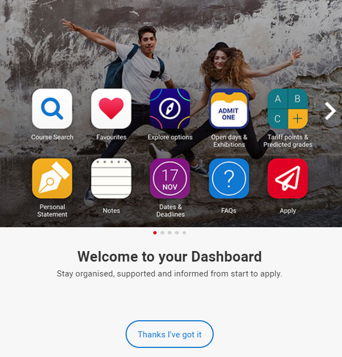 A B
C +
ADMIT
ONE
Course Search
Favourites
Explore options
Open days &
Exhibitions
Tariff points &
Predicted grades
17
NOV
?
Personal
Statement
Notes
Dates &
Deadlines
FAQs
Apply
Welcome to your Dashboard
Stay organised, supported and informed from start to apply.
Thanks I've got it